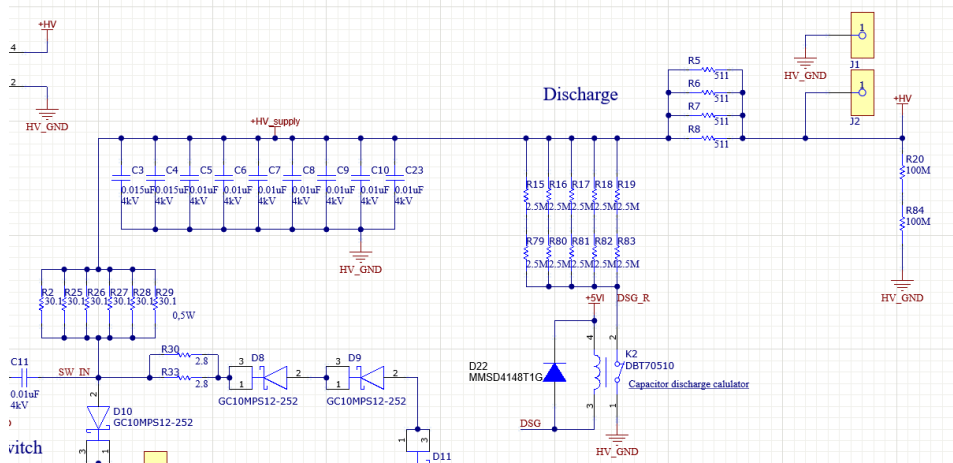 +HV
4
2
HV_GND
Discharge
R5
511
R6
511
R7
511
R8
511
1
J1
HV_GND
1
J2
+HV
R20
100M
R84
100M
HV_GND
+HV_supply
C3 C4 C5 C6 C7 C8 C9 C10 C23
0.015uF 0.015uF 0.01uF 0.01uF 0.01uF 0.01uF 0.01uF 0.01uF 0.01uF
4kV 4kV 4kV 4kV 4kV 4kV 4kV 4kV 4kV
HV_GND
R15 R16 R17 R18 R19
2.5M 2.5M 2.5M 2.5M 2.5M
R79 R80 R81 R82 R83
2.5M 2.5M 2.5M 2.5M 2.5M
+5VI DSG_R
R2 R25 R26 R27 R28 R29
30.1 30.1 30.1 30.1 30.1 30.1
0,5W
C11
0.01uF
4kV
SW IN
R30
2.8
R33
2.8
D8
3
1
2
GC10MPS12-252
D9
3
1
2
GC10MPS12-252
2
D10
GC10MPS12-252
3 1
1 3
D11
D22
MMSD4148T1G
4
3
2
1
K2
DBT70510
Capacitor discharge calulator
DSG
HV_GND
witch